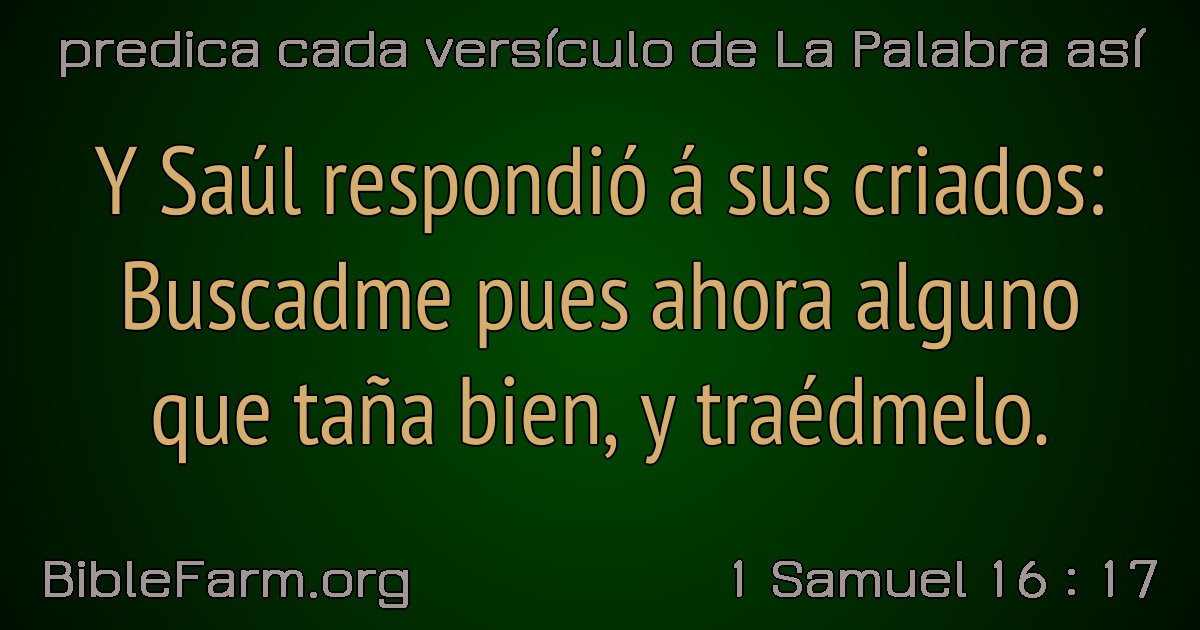 predica cada versículo de La Palabra así
Y Saúl respondió á sus criados:
Buscadme pues ahora alguno
que taña bien, y traédmelo.
BibleFarm.org
1 Samuel 16 : 17